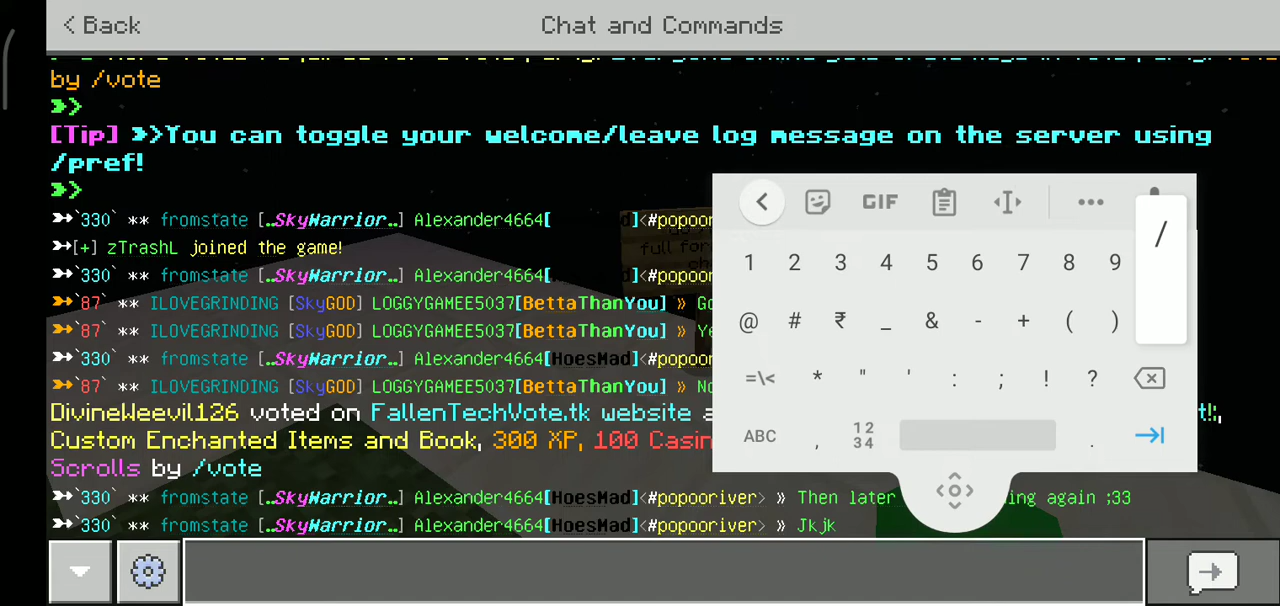 < Back
Chat and Commands
by /vote
[Tip] >>You can toggle your welcome/leave log message on the server using
/pref!
`330` ** fromstate [..SkyWarrior..] Alexander4664[ ]<#popoor
[+] zTrashL joined the game!
`330` ** fromstate [..SkyWarrior..] Alexander4664[ ]<#popoor
`87` ** ILOVEGRINDING [SkyGOD] LOGGYGAMEE5037[BettaThanYou] »
`87` ** ILOVEGRINDING [SkyGOD] LOGGYGAMEE5037[BettaThanYou] »
`330` ** fromstate [..SkyWarrior..] Alexander4664[HoesMad]<#popoor
`87` ** ILOVEGRINDING [SkyGOD] LOGGYGAMEE5037[BettaThanYou] »
DivineWeevil126 voted on FallenTechVote.tk website
Custom Enchanted Items and Book, 300 XP, 100
Scrolls by /vote
`330` ** fromstate [..SkyWarrior..] Alexander4664[HoesMad]<#popooriver> » Then later again ;33
`330` ** fromstate [..SkyWarrior..] Alexander4664[HoesMad]<#popooriver> » Jkjk
GIF
/
1 2 3 4 5 6 7 8 9
@ # ₹ _ & - + ( )
=\< * " ' : ; ! ?
ABC , 12 34 .